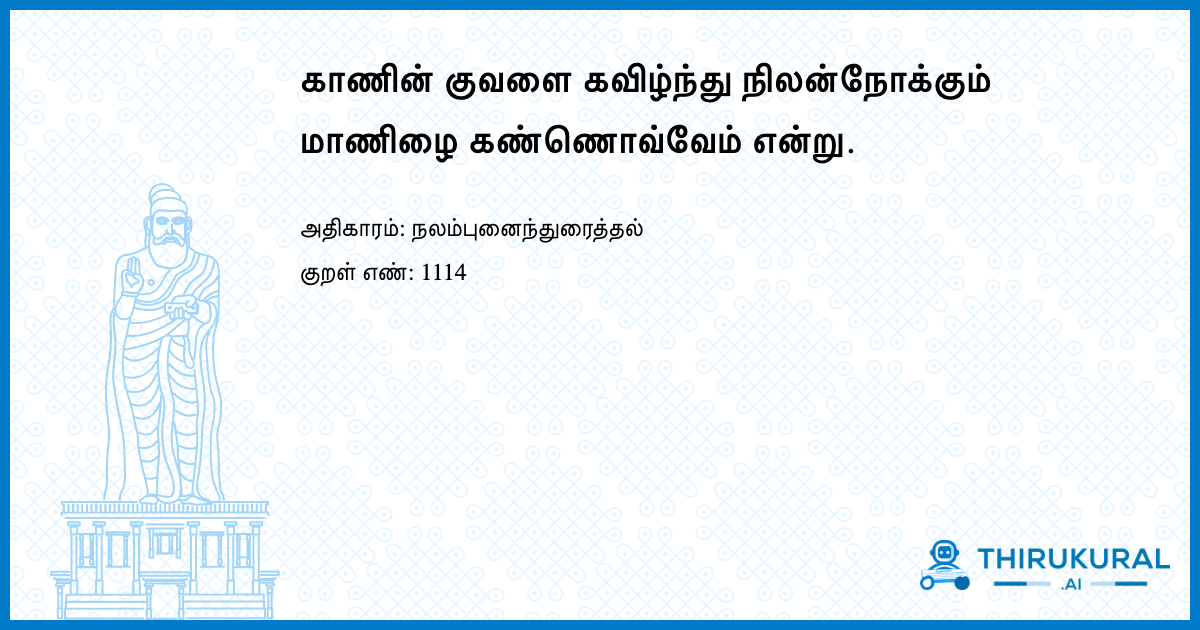 காணின் குவளை கவிழ்ந்து நிலன்நோக்கும்
மாணிழை கண்ணொவ்வேம் என்று.
அதிகாரம்: நலம்புனைந்துரைத்தல்
குறள் எண்: 1114
THIRUKURAL
.AI